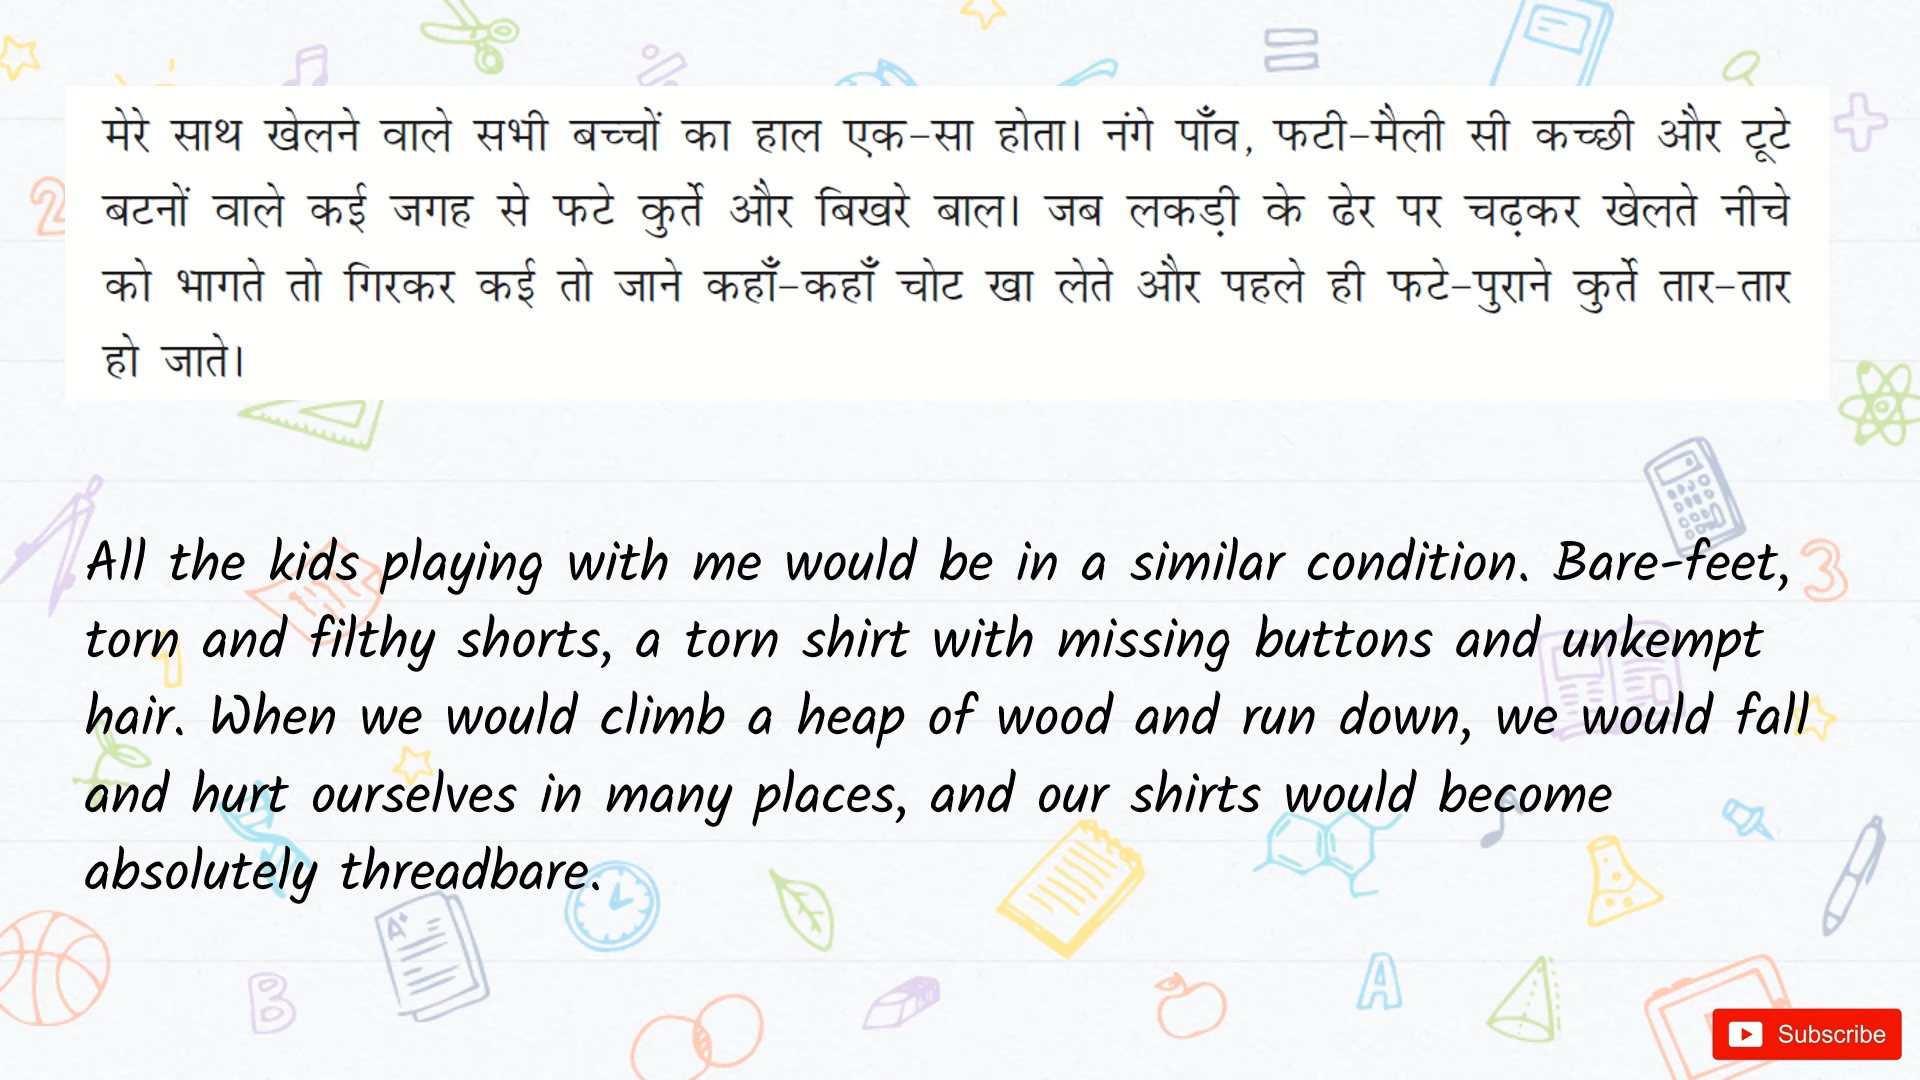 मेरे साथ खेलने वाले सभी बच्चों का हाल एक-सा होता। नंगे पाँव, फटी-मैली सी कच्छी और टूटे
बटनों वाले कई जगह से फटे कुर्ते और बिखरे बाल। जब लकड़ी के ढेर पर चढ़कर खेलते नीचे
को भागते तो गिरकर कई तो जाने कहाँ-कहाँ चोट खा लेते और पहले ही फटे-पुराने कुर्ते तार-तार
हो जाते।
All the kids playing with me would be in a similar condition. Bare-feet,
torn and filthy shorts, a torn shirt with missing buttons and unkempt
hair. When we would climb a heap of wood and run down, we would fall
and hurt ourselves in many places, and our shirts would become
absolutely threadbare.
2
3
1
A+
B
A
Subscribe